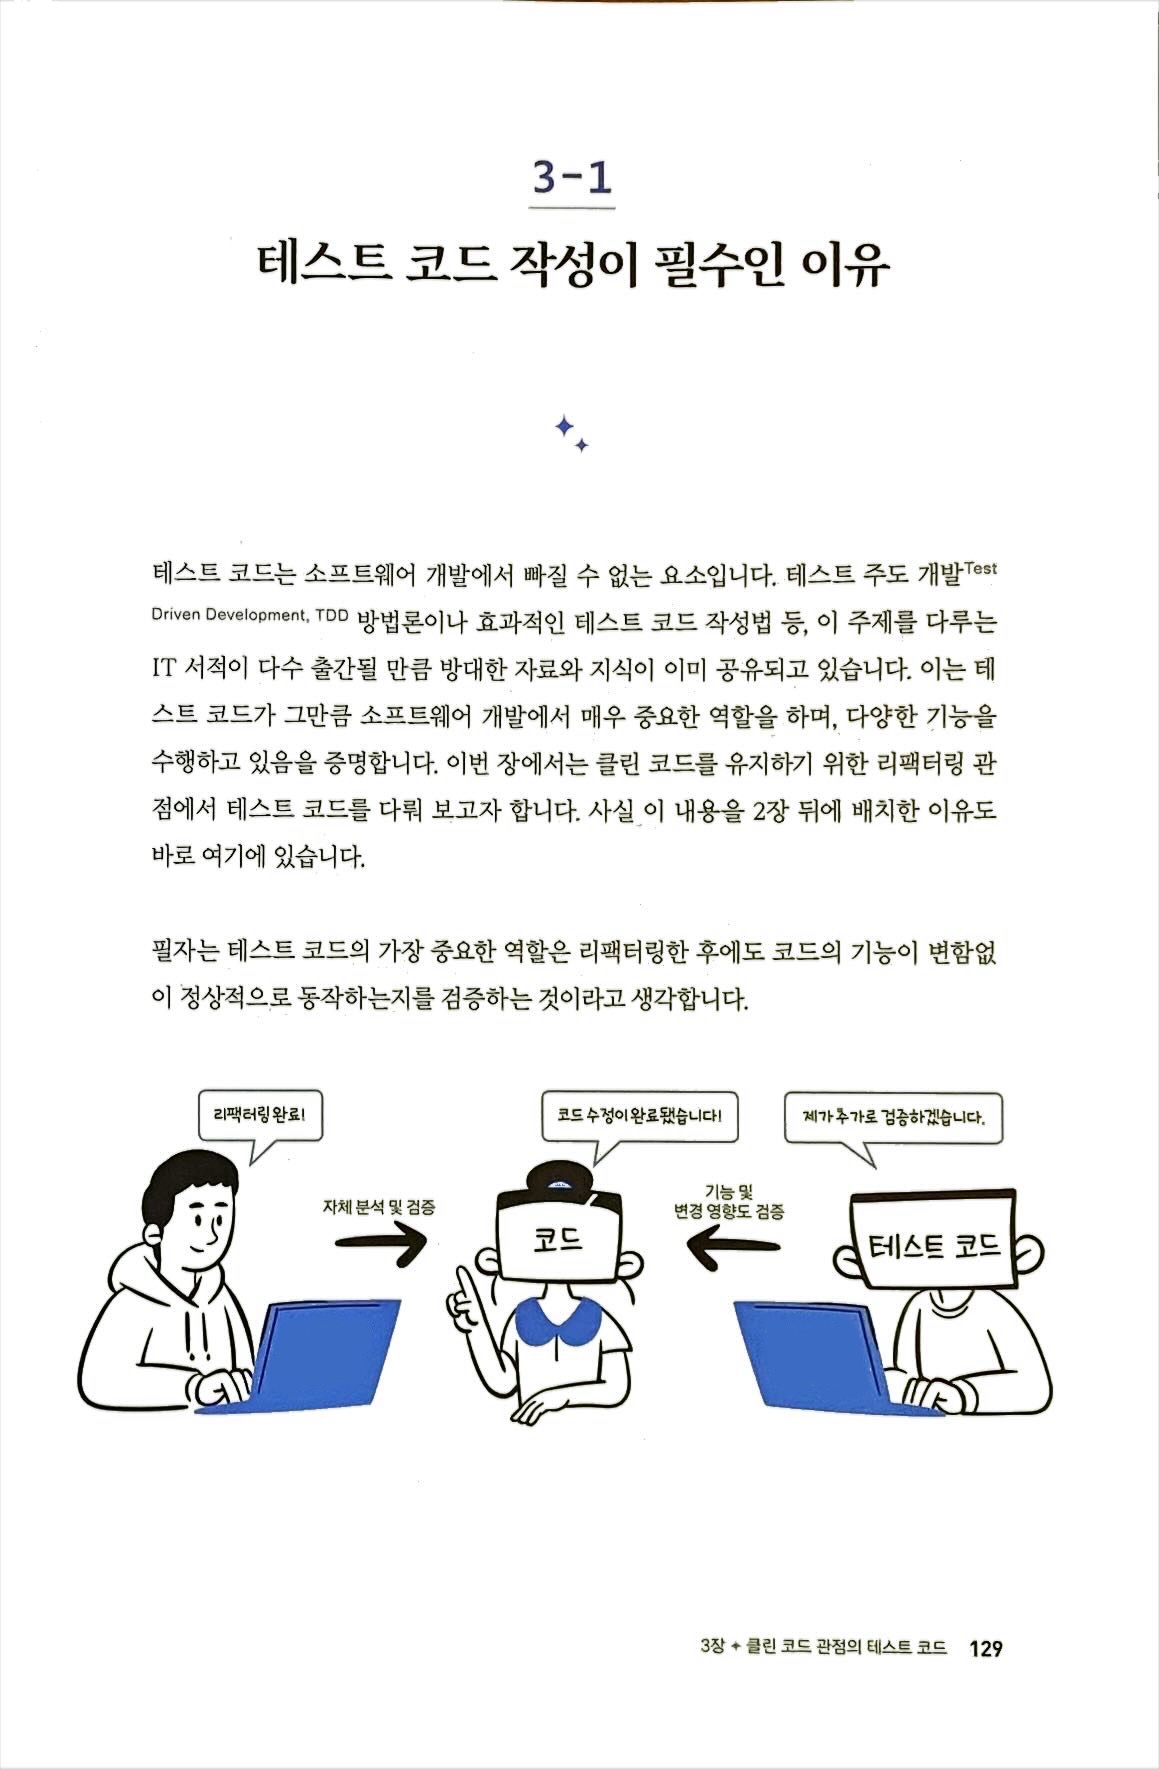 3-1
테스트 코드 작성이 필수인 이유
테스트 코드는 소프트웨어 개발에서 빠질 수 없는 요소입니다. 테스트 주도 개발Test
Driven Development, TDD 방법론이나 효과적인 테스트 코드 작성법 등, 이 주제를 다루는
IT 서적이 다수 출간될 만큼 방대한 자료와 지식이 이미 공유되고 있습니다. 이는 테
스트 코드가 그만큼 소프트웨어 개발에서 매우 중요한 역할을 하며, 다양한 기능을
수행하고 있음을 증명합니다. 이번 장에서는 클린 코드를 유지하기 위한 리팩터링 관
점에서 테스트 코드를 다뤄 보고자 합니다. 사실 이 내용을 2장 뒤에 배치한 이유도
바로 여기에 있습니다.
필자는 테스트 코드의 가장 중요한 역할은 리팩터링한 후에도 코드의 기능이 변함없
이 정상적으로 동작하는지를 검증하는 것이라고 생각합니다.
리팩터링 완료!
코드 수정이 완료됐습니다!
제가 추가로 검증하겠습니다.
자체 분석 및 검증
기능 및
변경 영향도 검증
코드
테스트 코드
3장 ✦ 클린 코드 관점의 테스트 코드 129